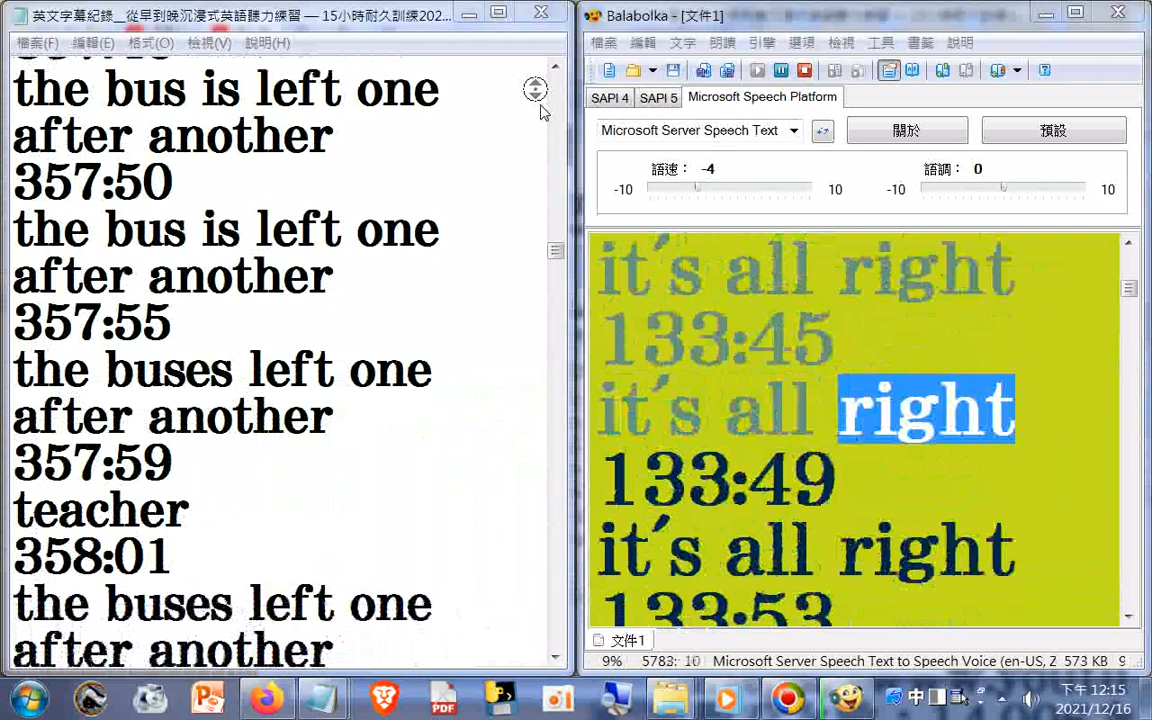 英文字幕紀錄__從早到晚沉浸式英語聽力練習 — 15小時耐久訓練202...
檔案(F) 編輯(E) 格式(O) 檢視(V) 說明(H)
the bus is left one
after another
357:50
the bus is left one
after another
357:55
the buses left one
after another
357:59
teacher
358:01
the buses left one
after another
Balabolka - [文件1]
檔案 編輯 文字 朗讀 引擎 選項 檢視 工具 書籤 說明
SAPI 4 SAPI 5 Microsoft Speech Platform
Microsoft Server Speech Text 關於 預設
語速： -4 語調： 0
-10 10 -10 10
it's all right
133:45
it's all right
133:49
it's all right
133:53
文件1
9% 5783: 10 Microsoft Server Speech Text to Speech Voice (en-US, Z 573 KB 9
PDF 中 下午 12:15
2021/12/16